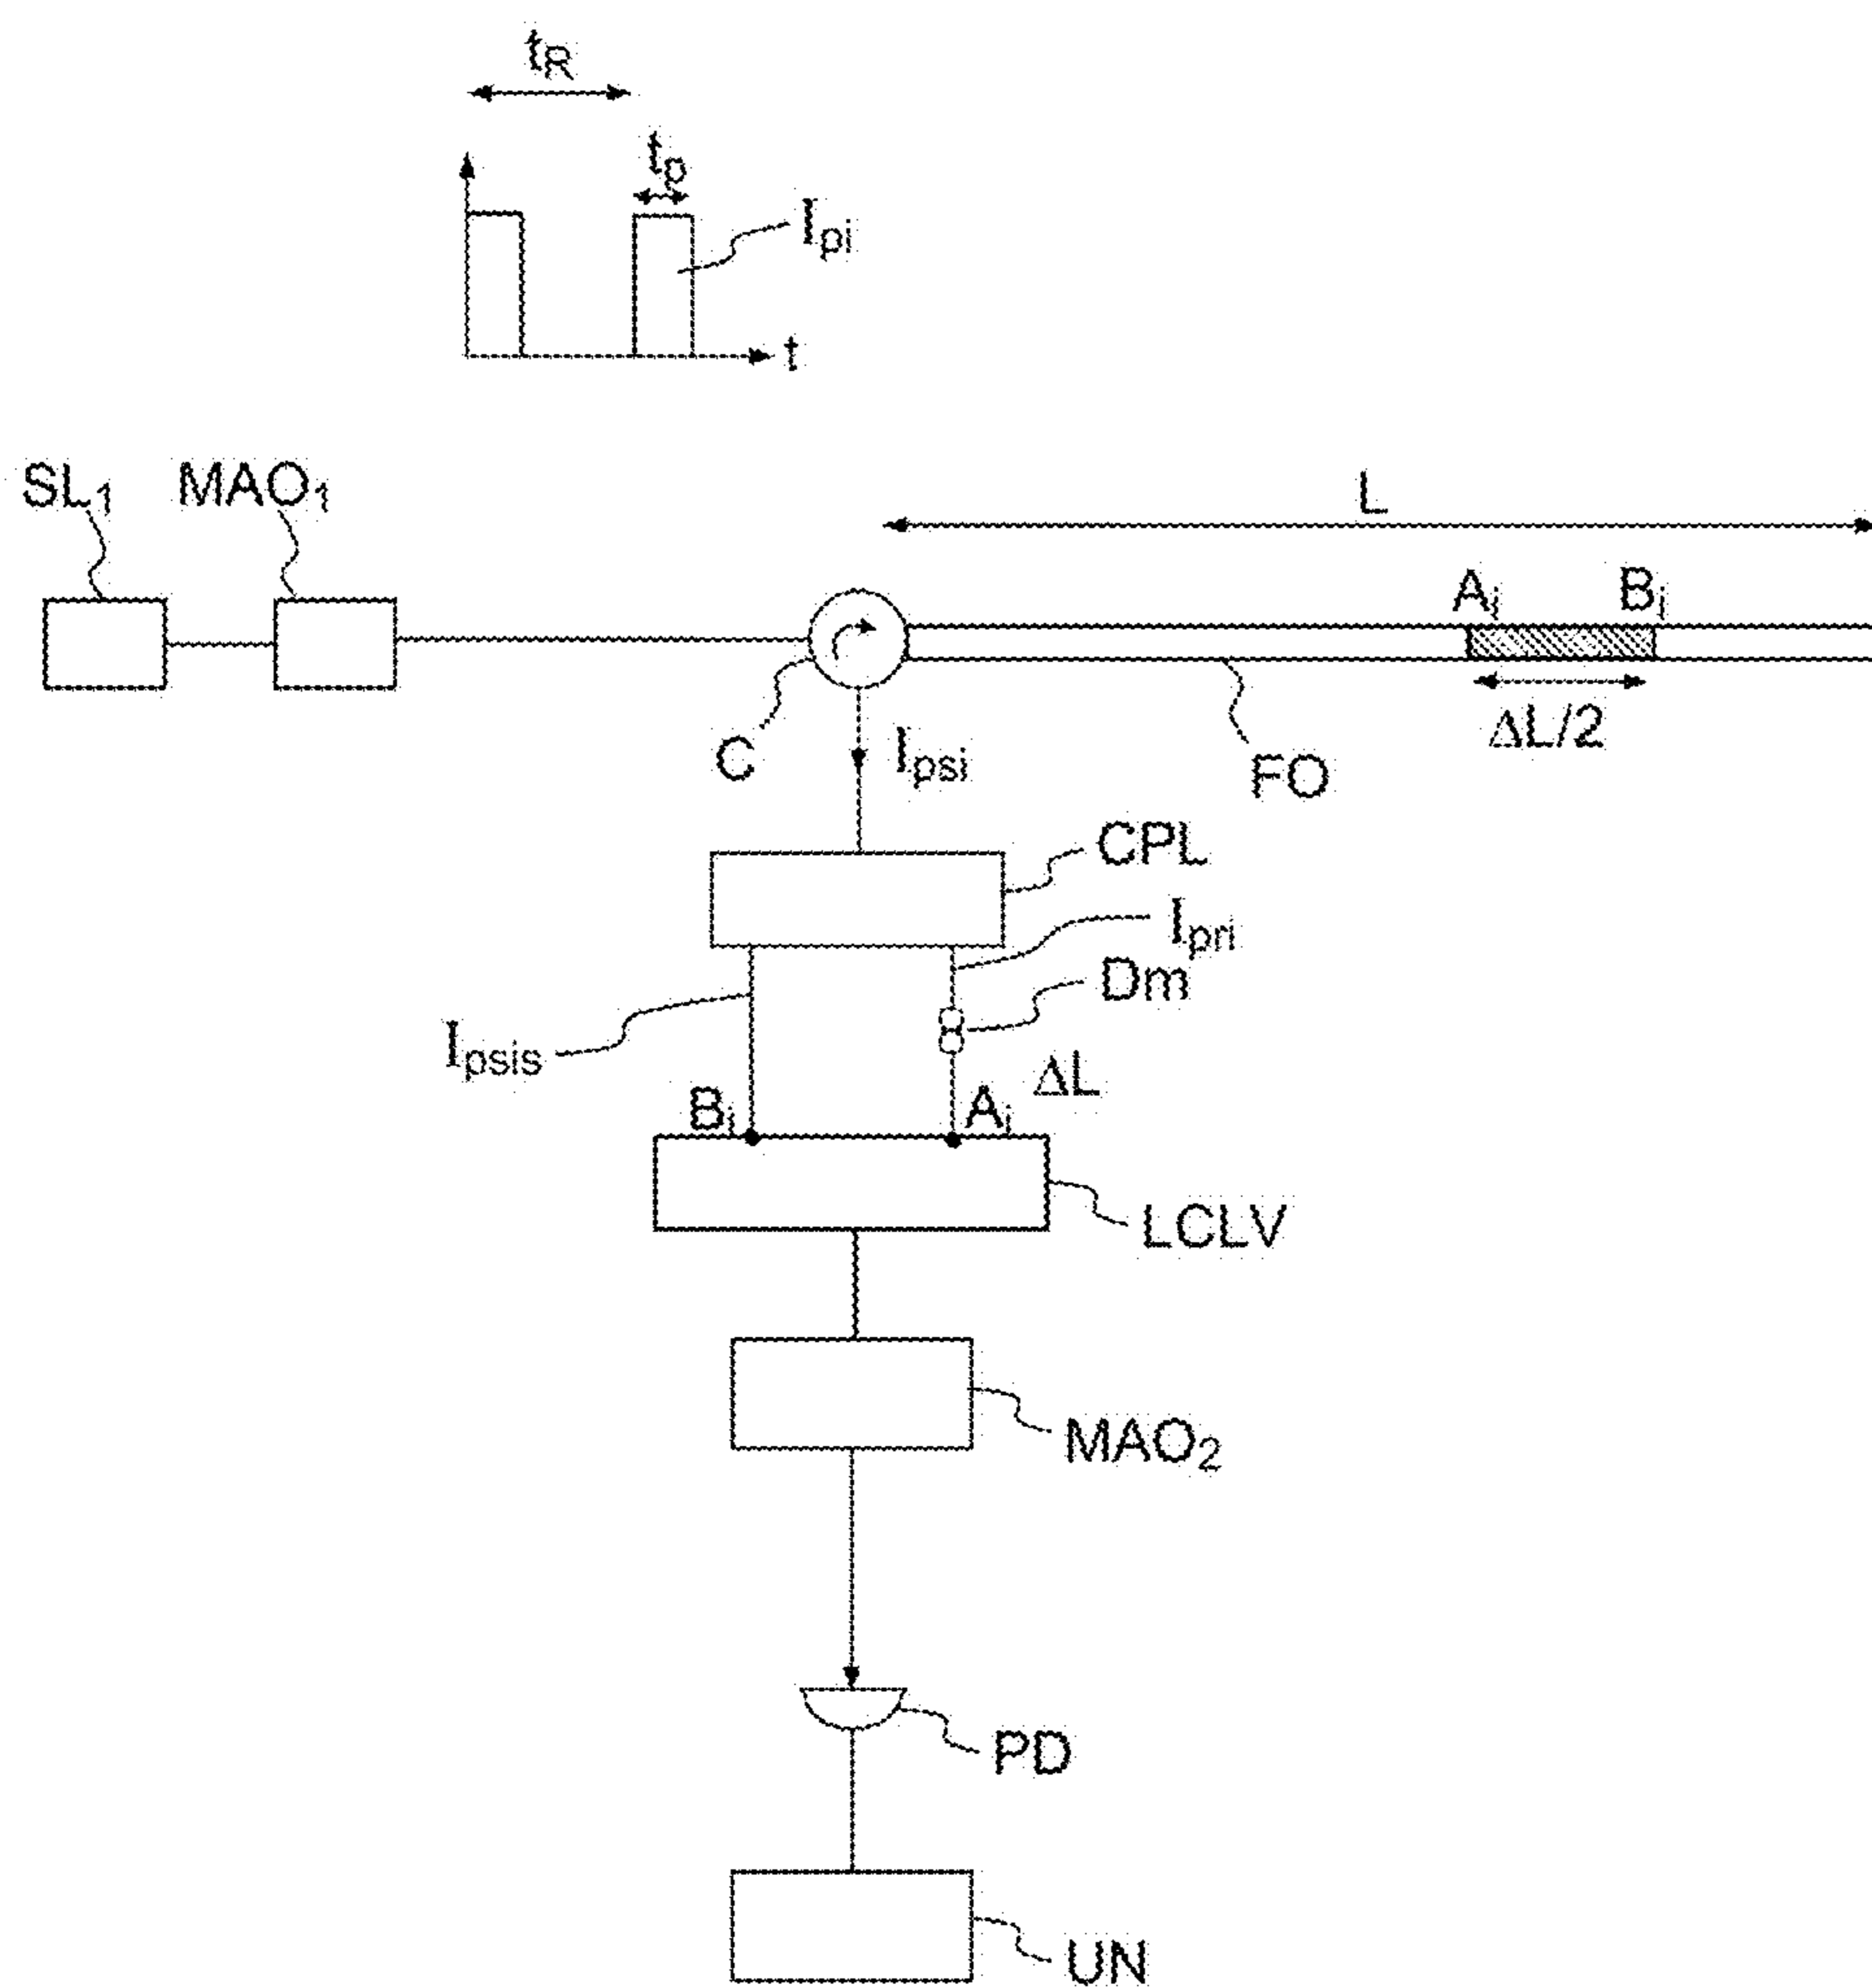 tR
tp
Ipi
t
SL1
MAO1
L
Ai
Bi
ΔL/2
C
Ipsi
FO
CPL
Ipri
Dm
Ipsis
ΔL
Bi
Ai
LCLV
MAO2
PD
UN